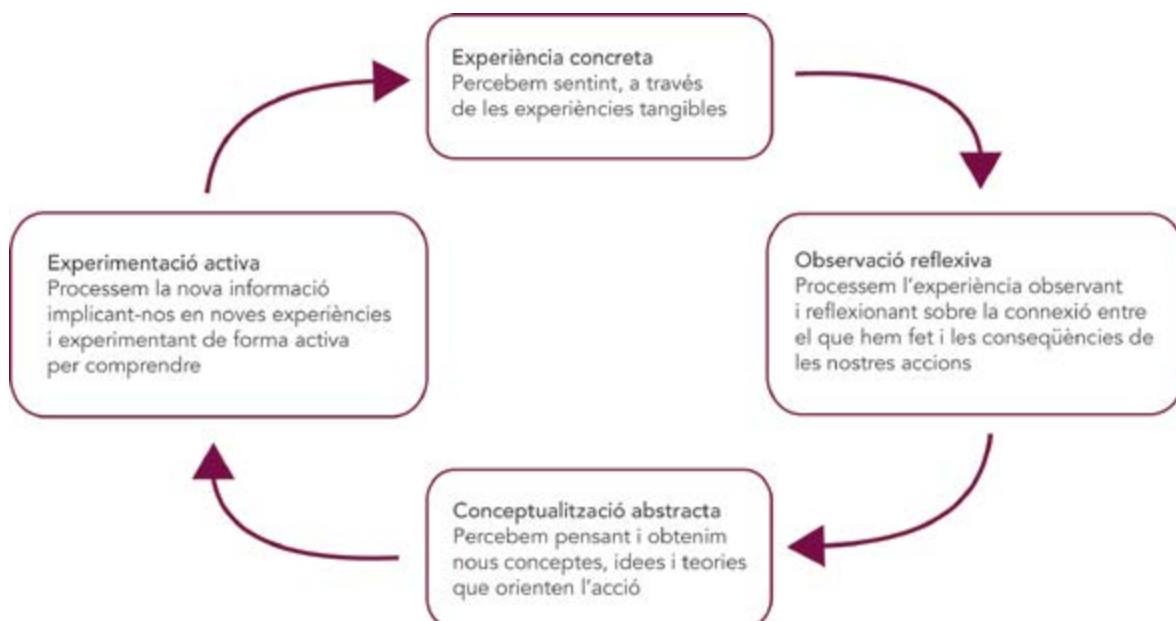 Experiència concreta
Percebem sentint, a través
de les experiències tangibles
Observació reflexiva
Processem l'experiència observant
i reflexionant sobre la connexió entre
el que hem fet i les conseqüències de
les nostres accions
Conceptualització abstracta
Percebem pensant i obtenim
nous conceptes, idees i teories
que orienten l'acció
Experimentació activa
Processem la nova informació
implicant-nos en noves experiències
i experimentant de forma activa
per comprendre